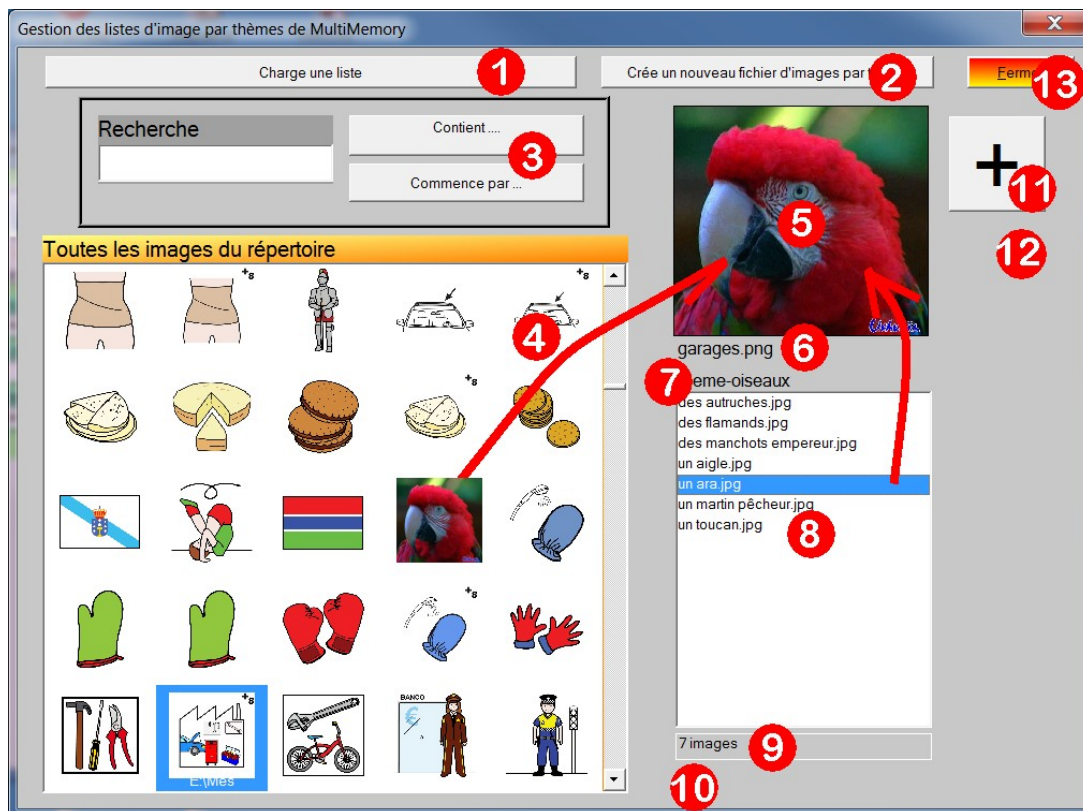 Gestion des listes d'image par thèmes de MultiMemory
X
Charge une liste
1
Crée un nouveau fichier d'images par
2
Ferme
13
Recherche
Contient ....
3
Commence par ...
+
11
12
5
Toutes les images du répertoire
+s
+s
4
garages.png
6
7
eme-oiseaux
des autruches.jpg
des flamands.jpg
des manchots empereur.jpg
un aigle.jpg
un ara.jpg
un martin pêcheur.jpg
un toucan.jpg
8
+s
+s
+s
BANCO
E:\Mes
7 images
9
10